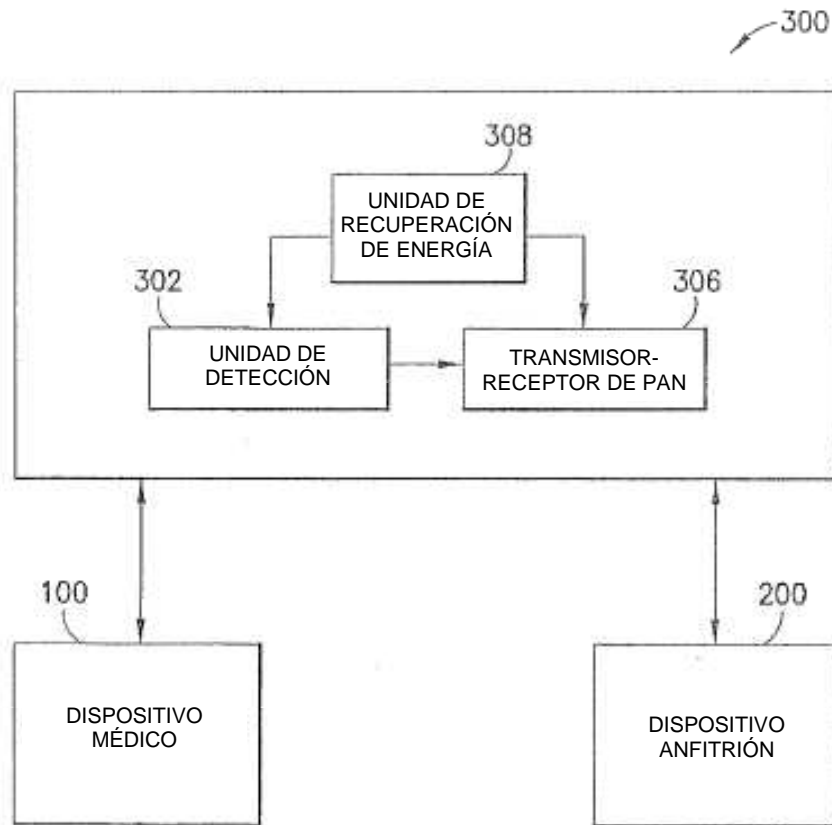 300
308
UNIDAD DE
RECUPERACIÓN
DE ENERGÍA
302
306
UNIDAD DE
DETECCIÓN
TRANSMISOR-
RECEPTOR DE PAN
100
200
DISPOSITIVO
MÉDICO
DISPOSITIVO
ANFITRIÓN